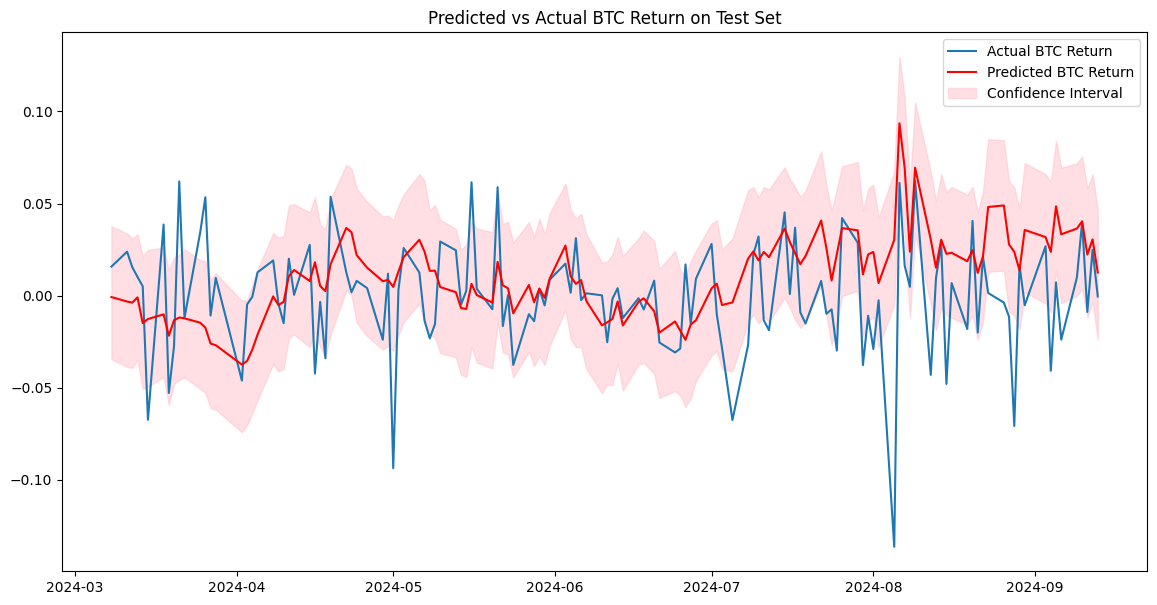 Predicted vs Actual BTC Return on Test Set
Actual BTC Return
Predicted BTC Return
Confidence Interval
0.10
0.05
0.00
−0.05
−0.10
2024-03 2024-04 2024-05 2024-06 2024-07 2024-08 2024-09